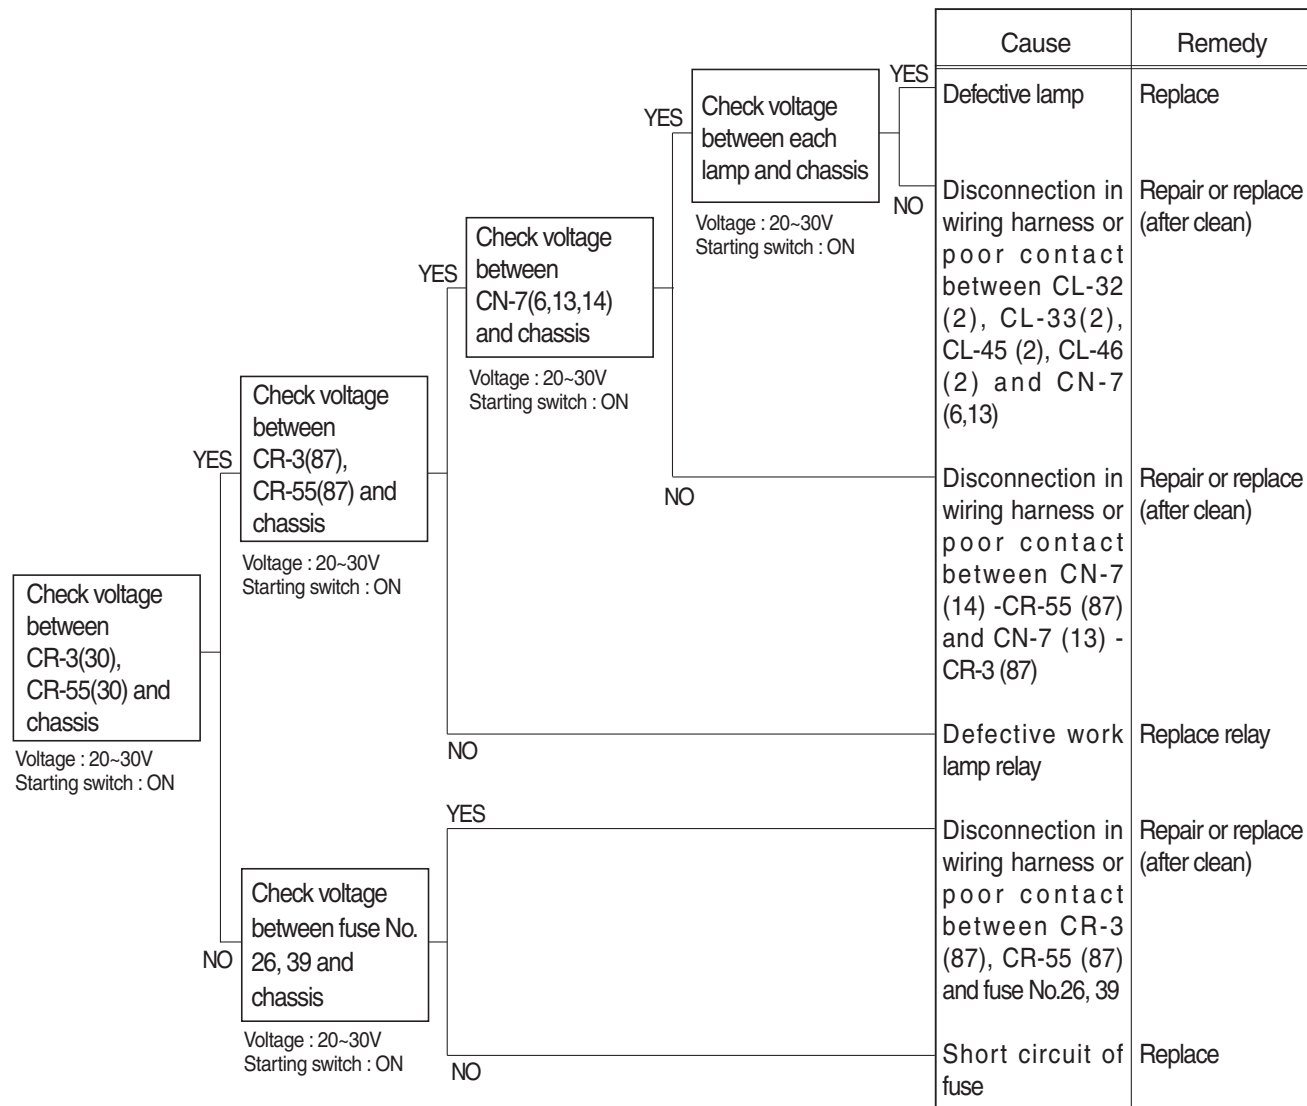 Cause
Remedy
YES
Defective lamp
Replace
Check voltage
between each
lamp and chassis
YES
NO
Voltage : 20~30V
Starting switch : ON
Disconnection in
wiring harness or
poor contact
between CL-32
(2), CL-33(2),
CL-45 (2), CL-46
(2) and CN-7
(6,13)
Repair or replace
(after clean)
Check voltage
between
CN-7(6,13,14)
and chassis
YES
Voltage : 20~30V
Starting switch : ON
NO
Disconnection in
wiring harness or
poor contact
between CN-7
(14) -CR-55 (87)
and CN-7 (13) -
CR-3 (87)
Repair or replace
(after clean)
Check voltage
between
CR-3(87),
CR-55(87) and
chassis
YES
Voltage : 20~30V
Starting switch : ON
Check voltage
between
CR-3(30),
CR-55(30) and
chassis
Voltage : 20~30V
Starting switch : ON
NO
Defective work
lamp relay
Replace relay
YES
Disconnection in
wiring harness or
poor contact
between CR-3
(87), CR-55 (87)
and fuse No.26, 39
Repair or replace
(after clean)
Check voltage
between fuse No.
26, 39 and
chassis
NO
Voltage : 20~30V
Starting switch : ON
NO
Short circuit of
fuse
Replace